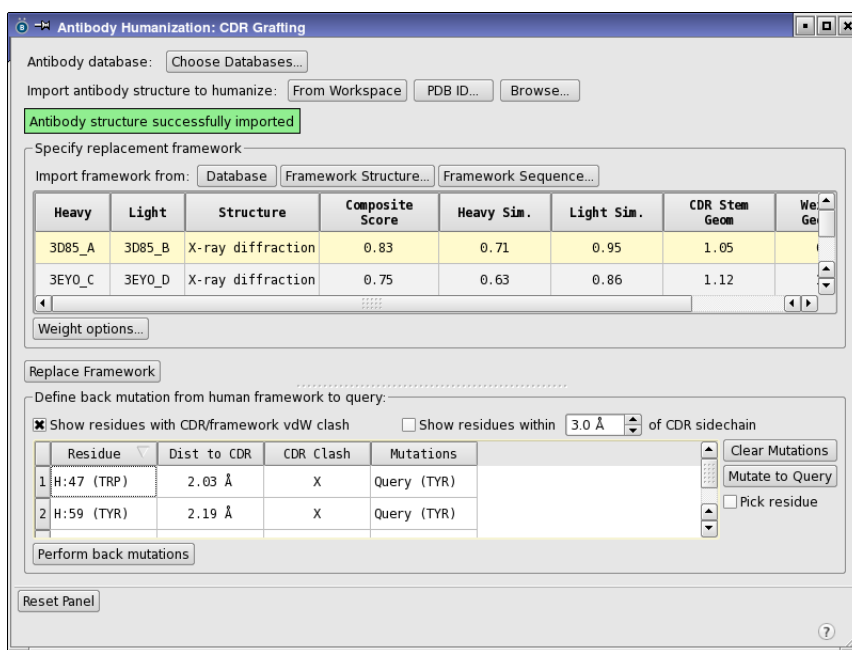 Antibody Humanization: CDR Grafting
Antibody database: Choose Databases...
Import antibody structure to humanize: From Workspace PDB ID... Browse...
Antibody structure successfully imported
Specify replacement framework
Import framework from: Database Framework Structure... Framework Sequence...
Heavy Light Structure Composite Score Heavy Sim. Light Sim. CDR Stem Geom
3D85_A 3D85_B X-ray diffraction 0.83 0.71 0.95 1.05
3EYO_C 3EYO_D X-ray diffraction 0.75 0.63 0.86 1.12
Weight options...
Replace Framework
Define back mutation from human framework to query:
Show residues with CDR/framework vdW clash Show residues within 3.0 Å of CDR sidechain
Residue Dist to CDR CDR Clash Mutations Clear Mutations
1 H:47 (TRP) 2.03 Å X Query (TYR) Mutate to Query
Pick residue
2 H:59 (TYR) 2.19 Å X Query (TYR)
Perform back mutations
Reset Panel
?